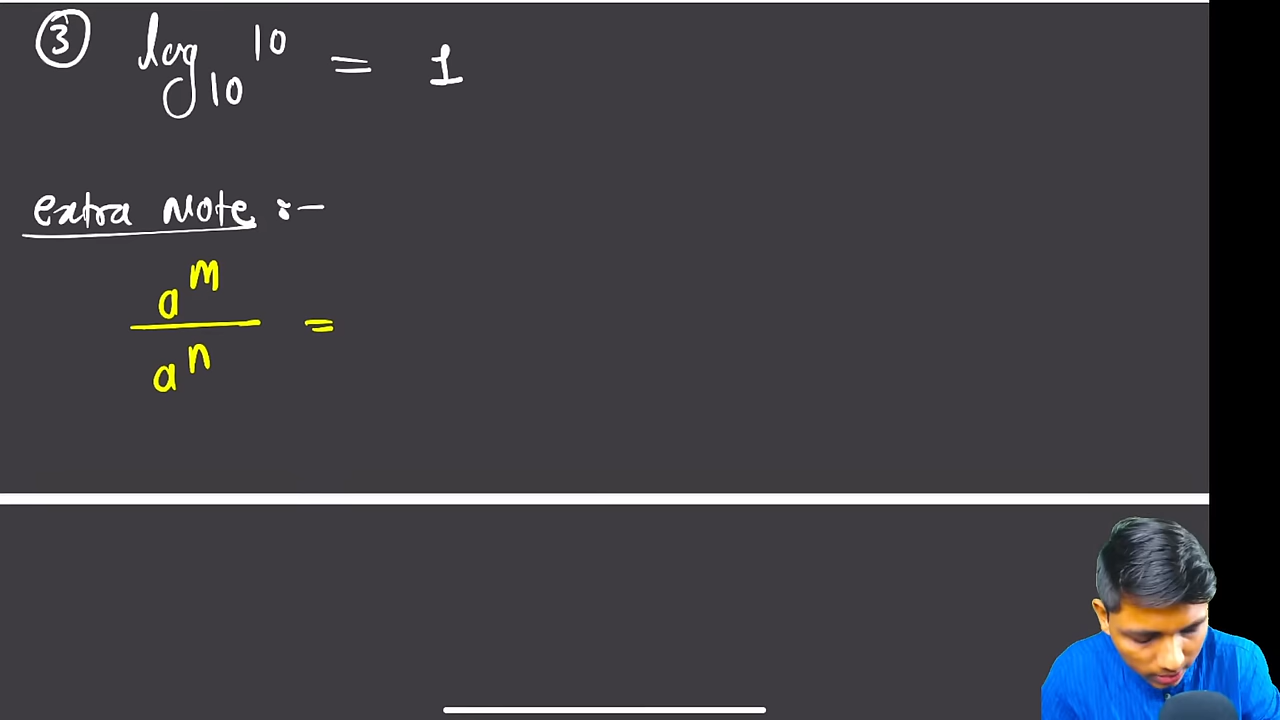 ③ log₁₀ 10 = 1
extra Note :-
a^m / a^n =